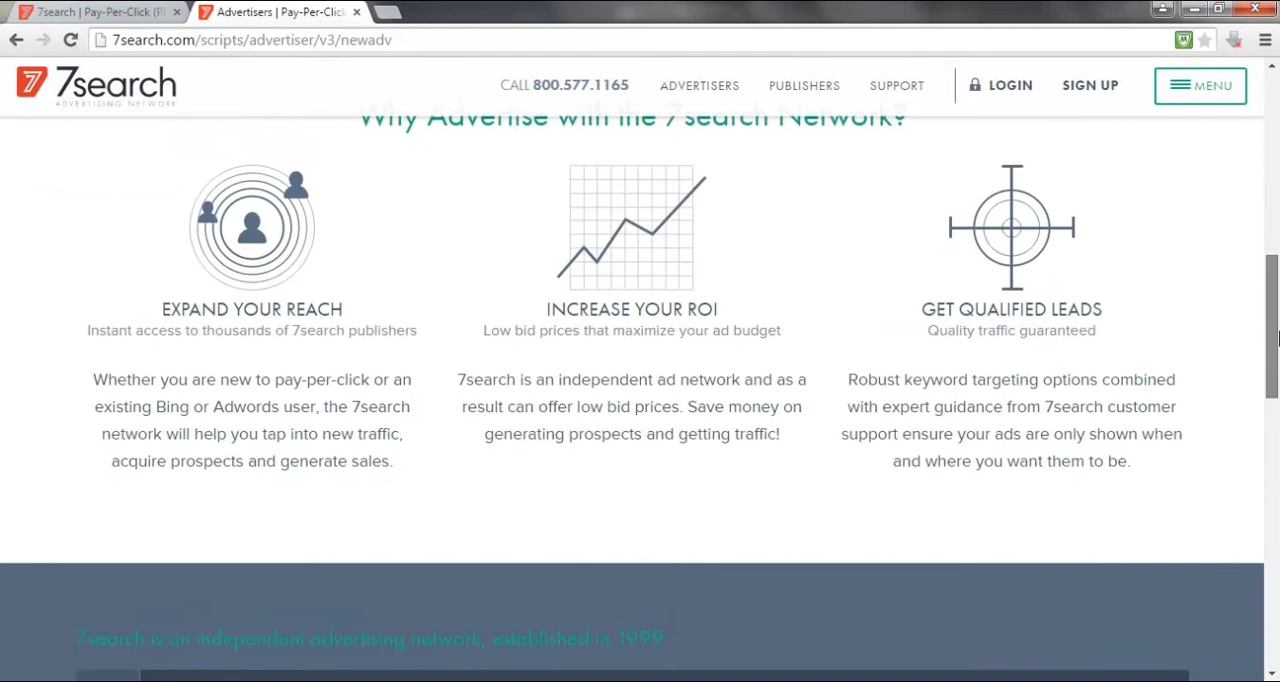 7search | Pay-Per-Click (Pi
Advertisers | Pay-Per-Click
7search.com/scripts/advertiser/v3/newadv
7search
ADVERTISING NETWORK
CALL 800.577.1165
ADVERTISERS
PUBLISHERS
SUPPORT
LOGIN
SIGN UP
MENU
Why Advertise with the 7search Network?
EXPAND YOUR REACH
Instant access to thousands of 7search publishers
Whether you are new to pay-per-click or an
existing Bing or Adwords user, the 7search
network will help you tap into new traffic,
acquire prospects and generate sales.
INCREASE YOUR ROI
Low bid prices that maximize your ad budget
7search is an independent ad network and as a
result can offer low bid prices. Save money on
generating prospects and getting traffic!
GET QUALIFIED LEADS
Quality traffic guaranteed
Robust keyword targeting options combined
with expert guidance from 7search customer
support ensure your ads are only shown when
and where you want them to be.
7search is an independent advertising network, established in 1999